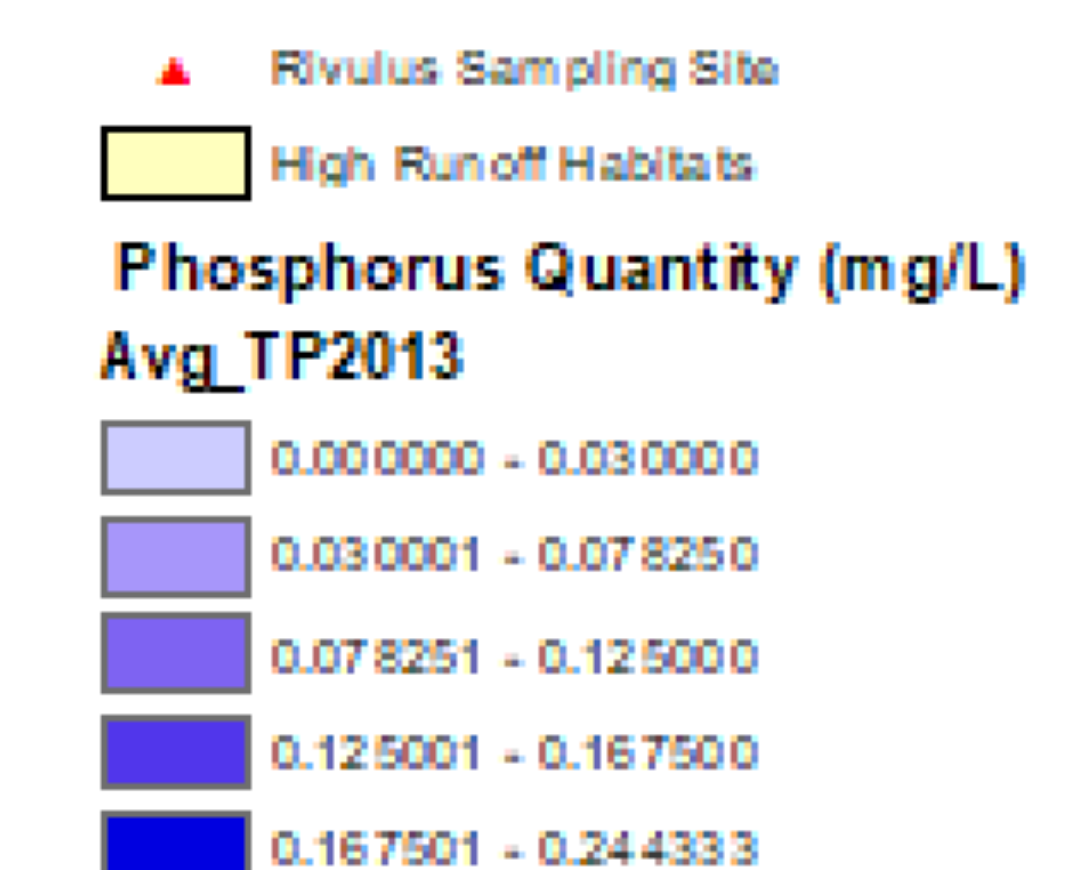 Rivulus Sampling Site
High Runoff Habitats
Phosphorus Quantity (mg/L)
Avg_TP2013
0.000000 - 0.030000
0.030001 - 0.078250
0.078251 - 0.125000
0.125001 - 0.167500
0.167501 - 0.244333